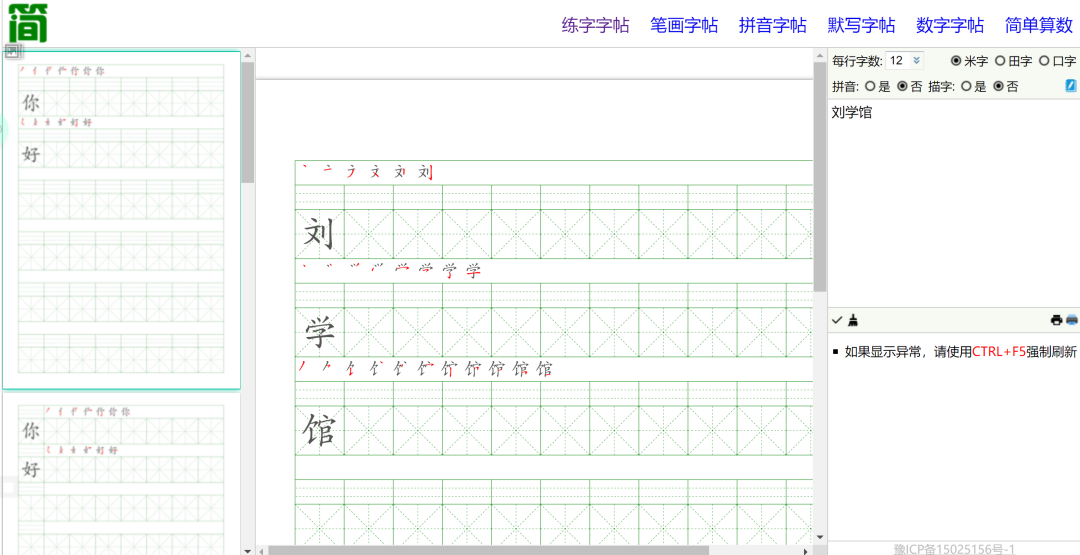 简
练字字帖 笔画字帖 拼音字帖 默写字帖 数字字帖 简单算数
你
好
你
好
刘
刘
学
学
馆
馆
每行字数: 12 米字 田字 口字
拼音: 是 否 描字: 是 否
刘学馆
如果显示异常，请使用CTRL+F5强制刷新
豫ICP备15025156号-1